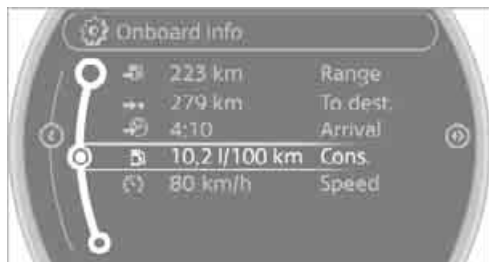 Onboard info
223 km Range
279 km To dest.
4:10 Arrival
10,2 l/100 km Cons.
80 km/h Speed